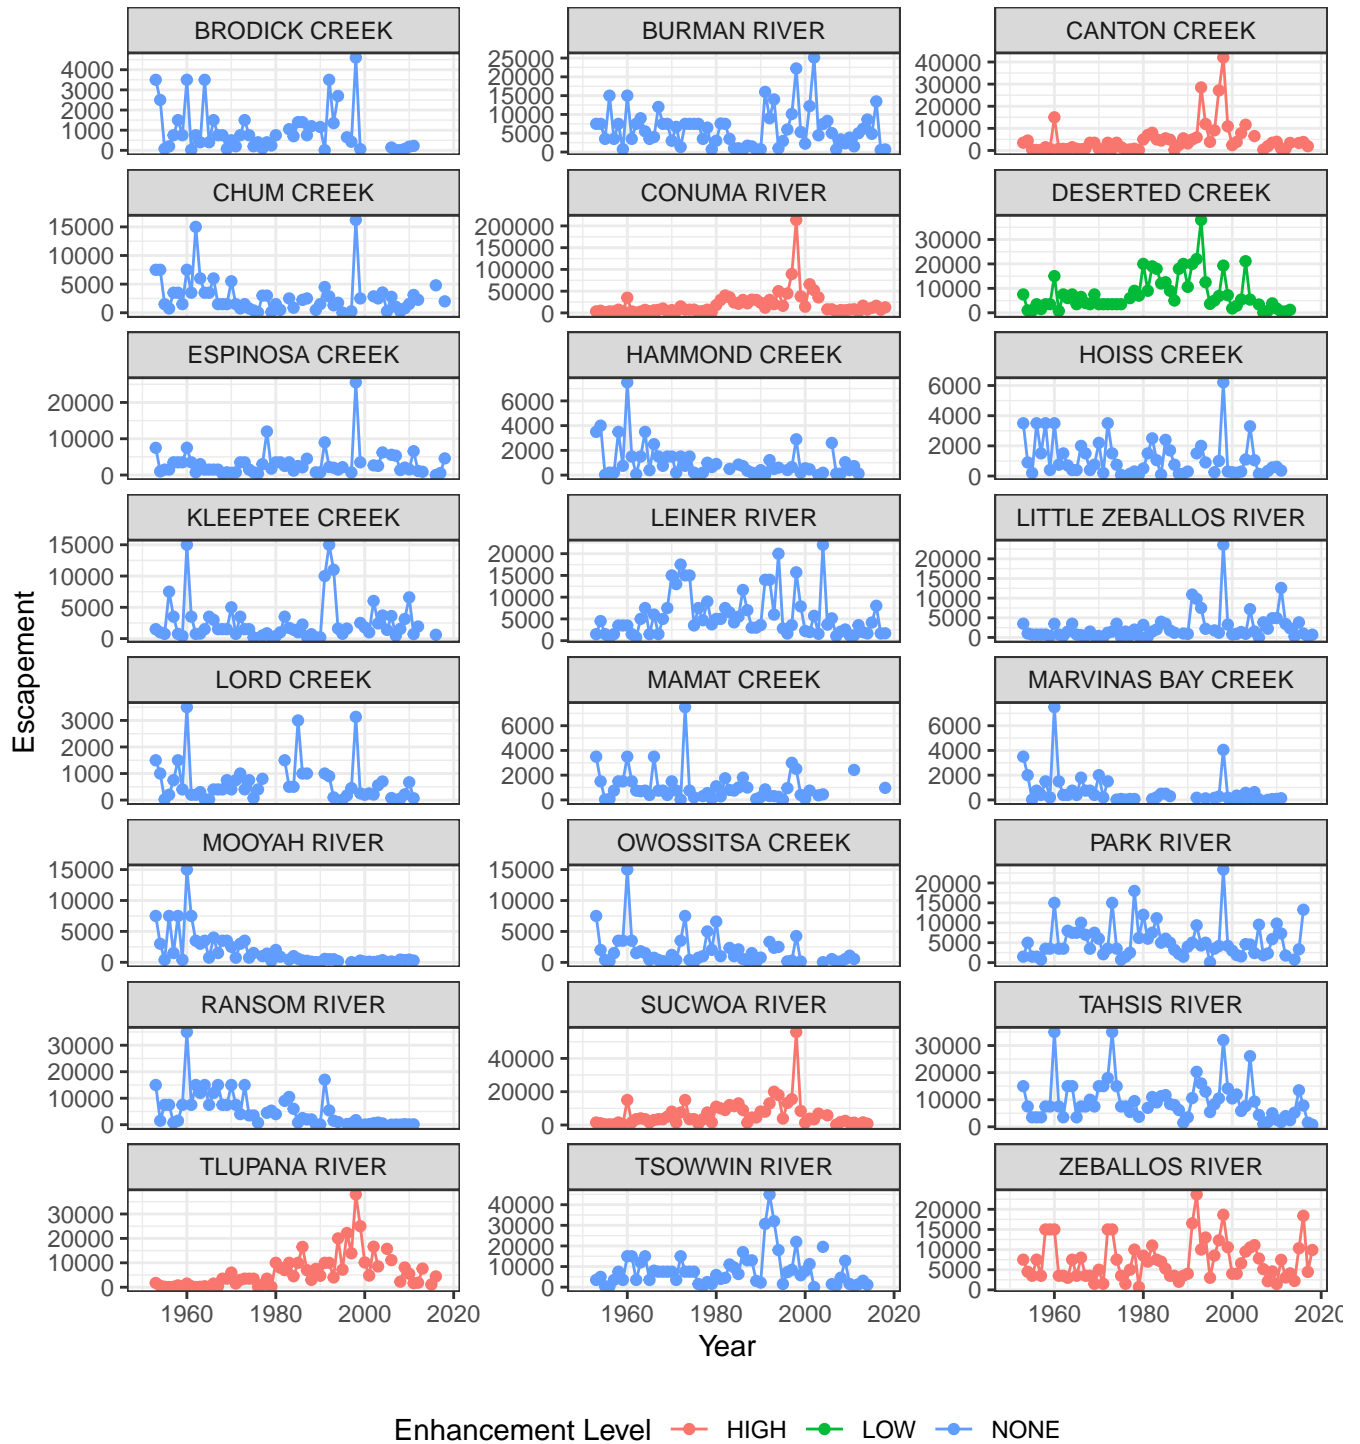 BRODICK CREEK BURMAN RIVER CANTON CREEK
4000 3000 2000 1000 0
25000 20000 15000 10000 5000 0
40000 30000 20000 10000 0
CHUM CREEK CONUMA RIVER DESERTED CREEK
15000 10000 5000 0
200000 150000 100000 50000 0
30000 20000 10000 0
ESPINOSA CREEK HAMMOND CREEK HOISS CREEK
20000 10000 0
6000 4000 2000 0
6000 4000 2000 0
KLEEPTEE CREEK LEINER RIVER LITTLE ZEBALLOS RIVER
15000 10000 5000 0
20000 15000 10000 5000 0
20000 15000 10000 5000 0
Escapement
LORD CREEK MAMAT CREEK MARVINAS BAY CREEK
3000 2000 1000 0
6000 4000 2000 0
6000 4000 2000 0
MOOYAH RIVER OWOSSITSA CREEK PARK RIVER
15000 10000 5000 0
15000 10000 5000 0
20000 15000 10000 5000 0
RANSOM RIVER SUCWOA RIVER TAHSIS RIVER
30000 20000 10000 0
40000 20000 0
30000 20000 10000 0
TLUPANA RIVER TSOWWIN RIVER ZEBALLOS RIVER
30000 20000 10000 0
40000 30000 20000 10000 0
20000 15000 10000 5000 0
1960 1980 2000 2020 1960 1980 2000 2020 1960 1980 2000 2020
Year
Enhancement Level HIGH LOW NONE